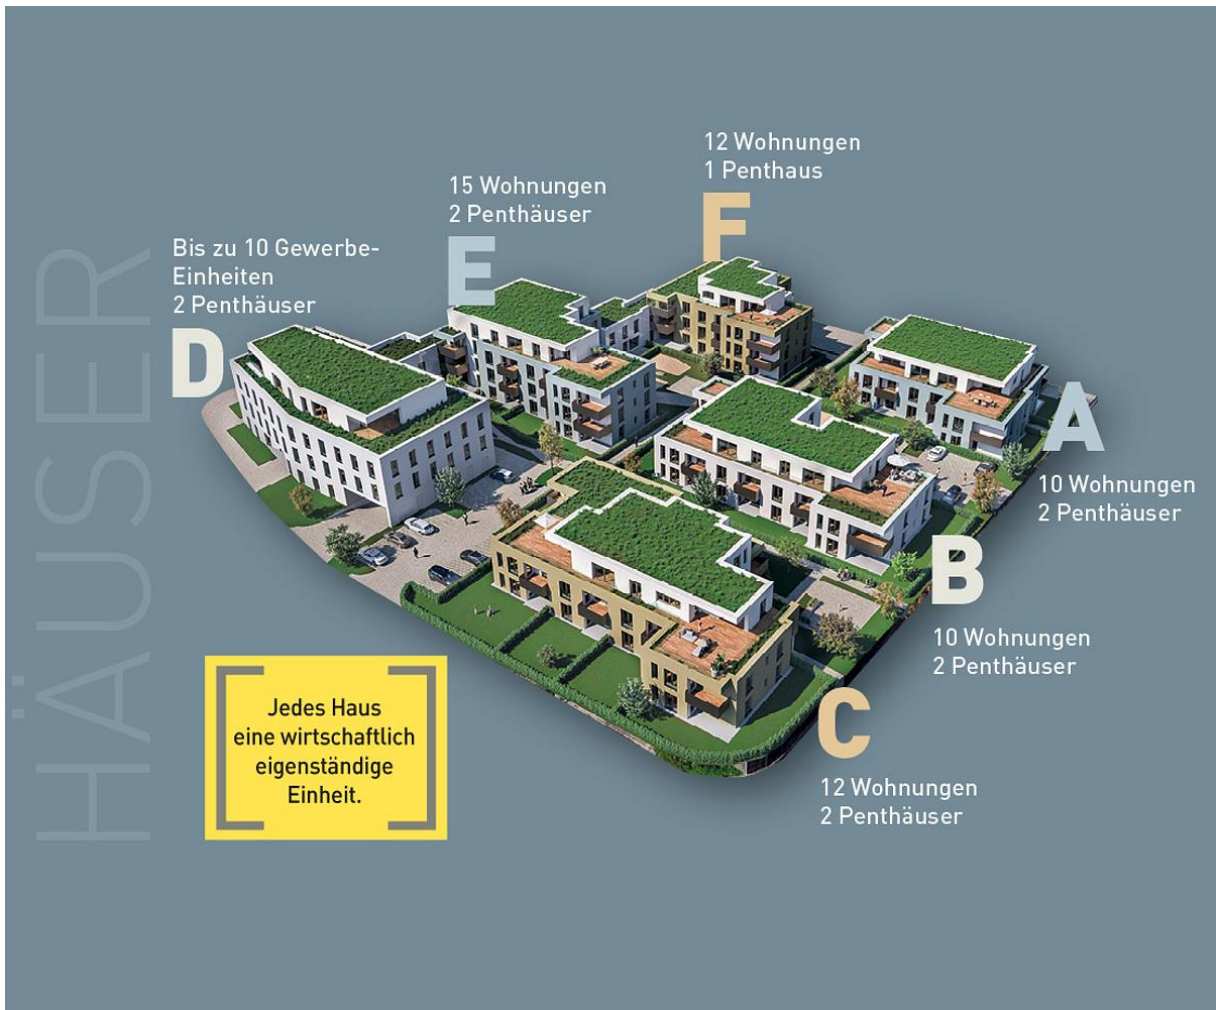 HÄUSER
12 Wohnungen
1 Penthaus
F
15 Wohnungen
2 Penthäuser
E
Bis zu 10 Gewerbe-
Einheiten
2 Penthäuser
D
A
10 Wohnungen
2 Penthäuser
B
10 Wohnungen
2 Penthäuser
C
12 Wohnungen
2 Penthäuser
Jedes Haus
eine wirtschaftlich
eigenständige
Einheit.